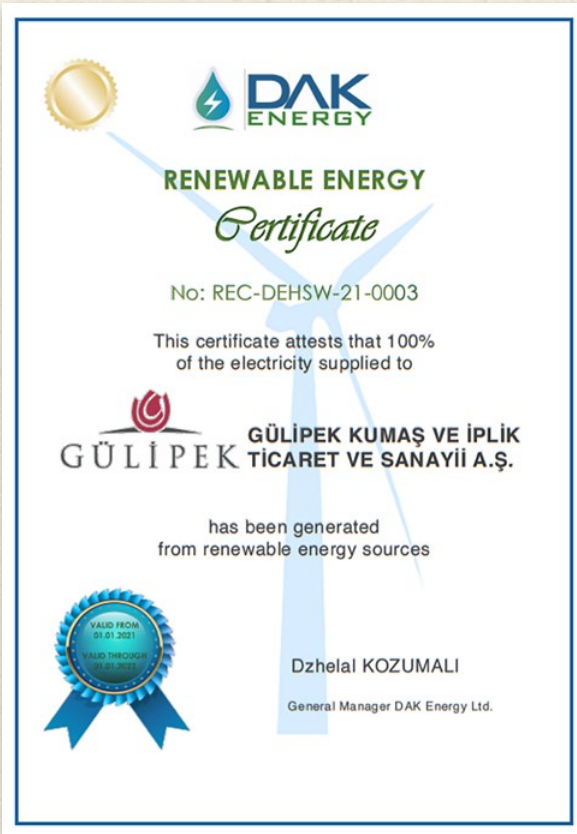 DAK
ENERGY
RENEWABLE ENERGY
Certificate
No: REC-DEHSW-21-0003
This certificate attests that 100%
of the electricity supplied to
GÜLİPEK
GÜLİPEK KUMAŞ VE İPLİK
TİCARET VE SANAYİİ A.Ş.
has been generated
from renewable energy sources
VALID FROM
01.01.2021
VALID THROUGH
Dzhelal KOZUMALI
General Manager DAK Energy Ltd.